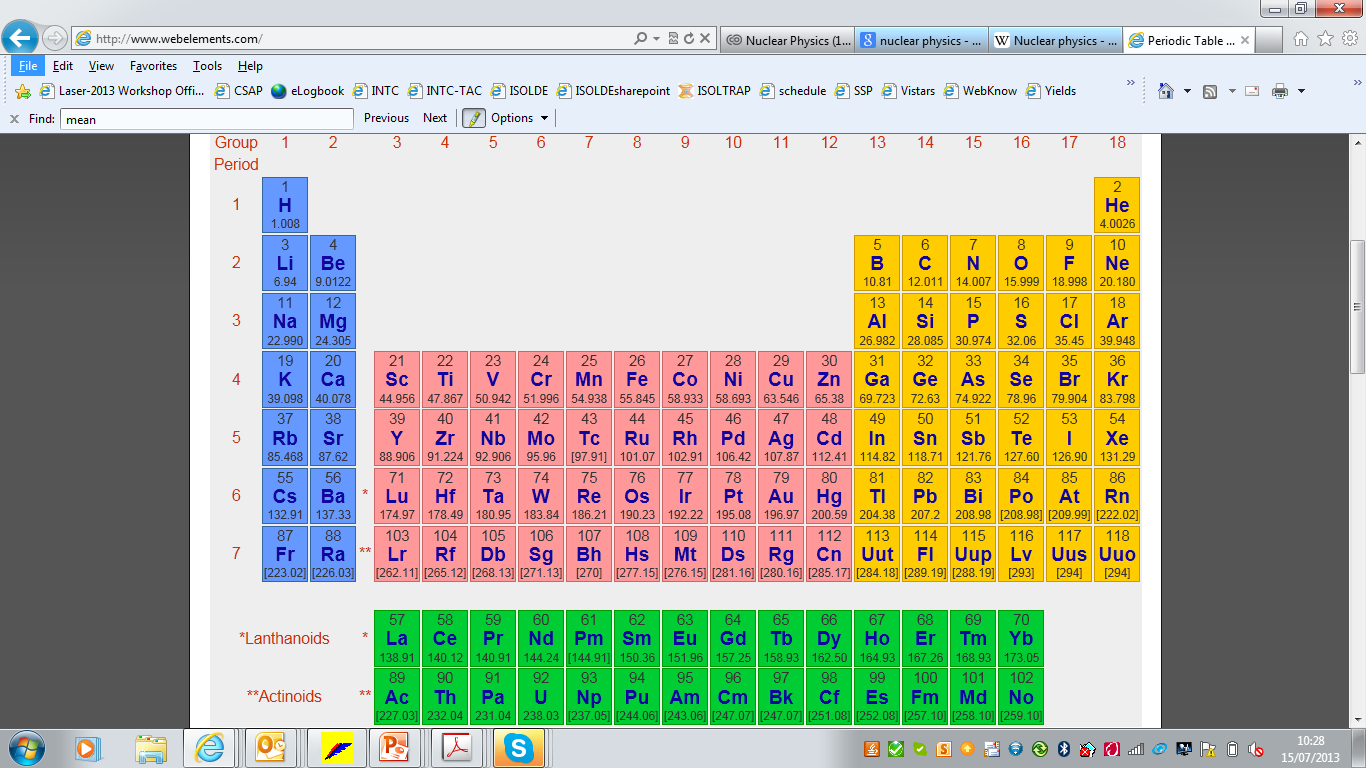 http://www.webelements.com/
Nuclear Physics (1...
nuclear physics - ...
W Nuclear physics - ...
Periodic Table ...
File Edit View Favorites Tools Help
Laser-2013 Workshop Offi... CSAP eLogbook INTC INTC-TAC ISOLDE ISOLDEsharepoint ISOLTRAP schedule SSP Vistars WebKnow Yields
x Find: mean Previous Next Options
Group 1 2 3 4 5 6 7 8 9 10 11 12 13 14 15 16 17 18
Period
1 2
1 H He
1.008 4.0026
3 4 5 6 7 8 9 10
2 Li Be B C N O F Ne
6.94 9.0122 10.81 12.011 14.007 15.999 18.998 20.180
11 12 13 14 15 16 17 18
3 Na Mg Al Si P S Cl Ar
22.990 24.305 26.982 28.085 30.974 32.06 35.45 39.948
19 20 21 22 23 24 25 26 27 28 29 30 31 32 33 34 35 36
4 K Ca Sc Ti V Cr Mn Fe Co Ni Cu Zn Ga Ge As Se Br Kr
39.098 40.078 44.956 47.867 50.942 51.996 54.938 55.845 58.933 58.693 63.546 65.38 69.723 72.63 74.922 78.96 79.904 83.798
37 38 39 40 41 42 43 44 45 46 47 48 49 50 51 52 53 54
5 Rb Sr Y Zr Nb Mo Tc Ru Rh Pd Ag Cd In Sn Sb Te I Xe
85.468 87.62 88.906 91.224 92.906 95.96 [97.91] 101.07 102.91 106.42 107.87 112.41 114.82 118.71 121.76 127.60 126.90 131.29
55 56 71 72 73 74 75 76 77 78 79 80 81 82 83 84 85 86
6 Cs Ba * Lu Hf Ta W Re Os Ir Pt Au Hg Tl Pb Bi Po At Rn
132.91 137.33 174.97 178.49 180.95 183.84 186.21 190.23 192.22 195.08 196.97 200.59 204.38 207.2 208.98 [208.98] [209.99] [222.02]
87 88 103 104 105 106 107 108 109 110 111 112 113 114 115 116 117 118
7 Fr Ra ** Lr Rf Db Sg Bh Hs Mt Ds Rg Cn Uut Fl Uup Lv Uus Uuo
[223.02] [226.03] [262.11] [265.12] [268.13] [271.13] [270] [277.15] [276.15] [281.16] [280.16] [285.17] [284.18] [289.19] [288.19] [293] [294] [294]
57 58 59 60 61 62 63 64 65 66 67 68 69 70
*Lanthanoids * La Ce Pr Nd Pm Sm Eu Gd Tb Dy Ho Er Tm Yb
138.91 140.12 140.91 144.24 [144.91] 150.36 151.96 157.25 158.93 162.50 164.93 167.26 168.93 173.05
89 90 91 92 93 94 95 96 97 98 99 100 101 102
**Actinoids ** Ac Th Pa U Np Pu Am Cm Bk Cf Es Fm Md No
[227.03] 232.04 231.04 238.03 [237.05] [244.06] [243.06] [247.07] [247.07] [251.08] [252.08] [257.10] [258.10] [259.10]
10:28
15/07/2013